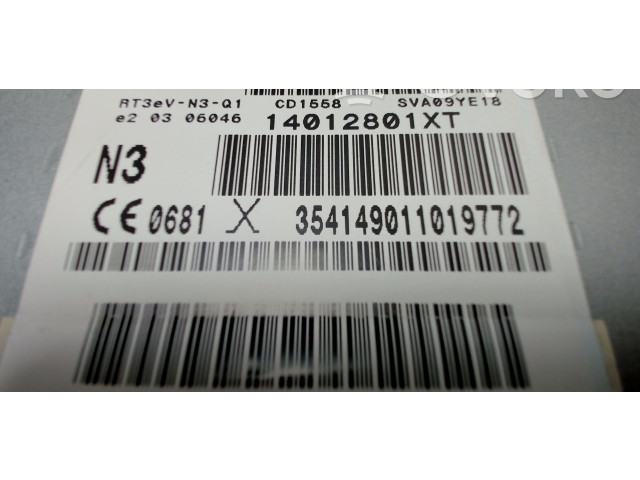 RT3eV-N3-Q1 CD1558 SVA09YE18
e2 03 06046 14012801XT
N3
CE 0681 354149011019772